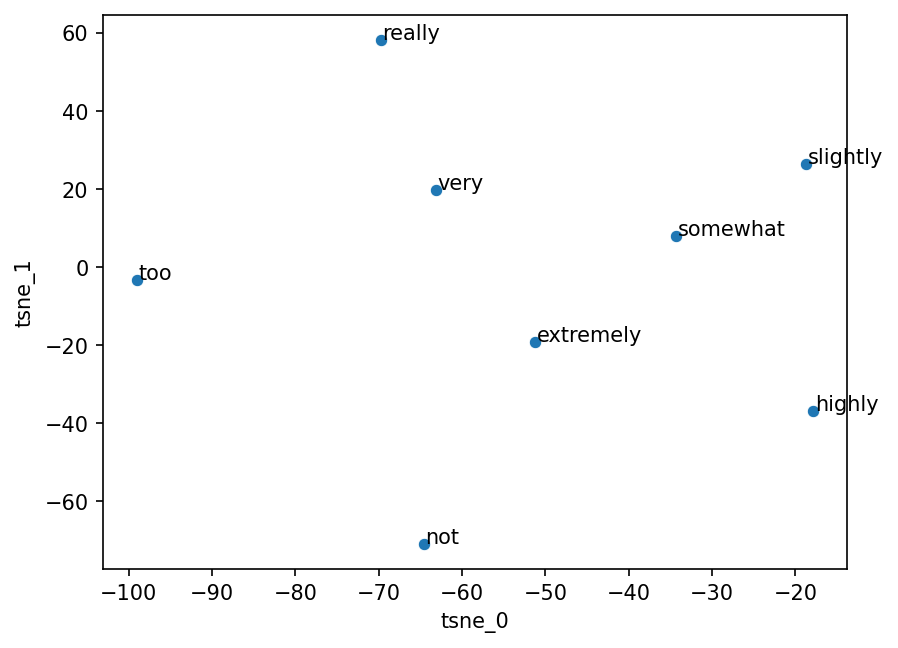 60
really
40
slightly
20
very
somewhat
0
too
tsne_1
−20
extremely
−40
highly
−60
not
−100 −90 −80 −70 −60 −50 −40 −30 −20
tsne_0